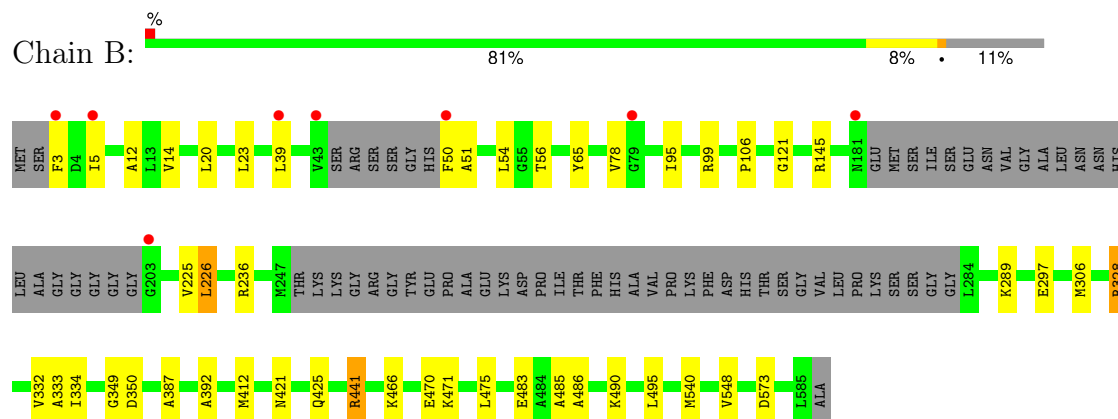 %
Chain B:
81% 8% • 11%
MET SER F3 D4 I5 A12 L13 V14 L20 L23 L39 V43 SER ARG SER SER GLY HIS F50 A51 L54 G55 T56 Y65 V78 G79 I95 R99 P106 G121 R145 N181 GLU MET SER ILE SER GLU ASN VAL GLY ALA LEU ASN ASN HIS
LEU ALA GLY GLY GLY GLY GLY G203 V225 L226 R236 M247 THR LYS LYS GLY ARG GLY TYR GLU PRO ALA GLU LYS ASP PRO ILE THR PHE HIS ALA VAL PRO LYS PHE ASP HIS THR SER GLY VAL LEU PRO LYS SER SER GLY GLY L284 K289 E297 M306 R328
V332 A333 I334 G349 D350 A387 A392 M412 N421 Q425 R441 K466 E470 K471 L475 E483 A484 A485 A486 K490 L495 M540 V548 D573 L585 ALA